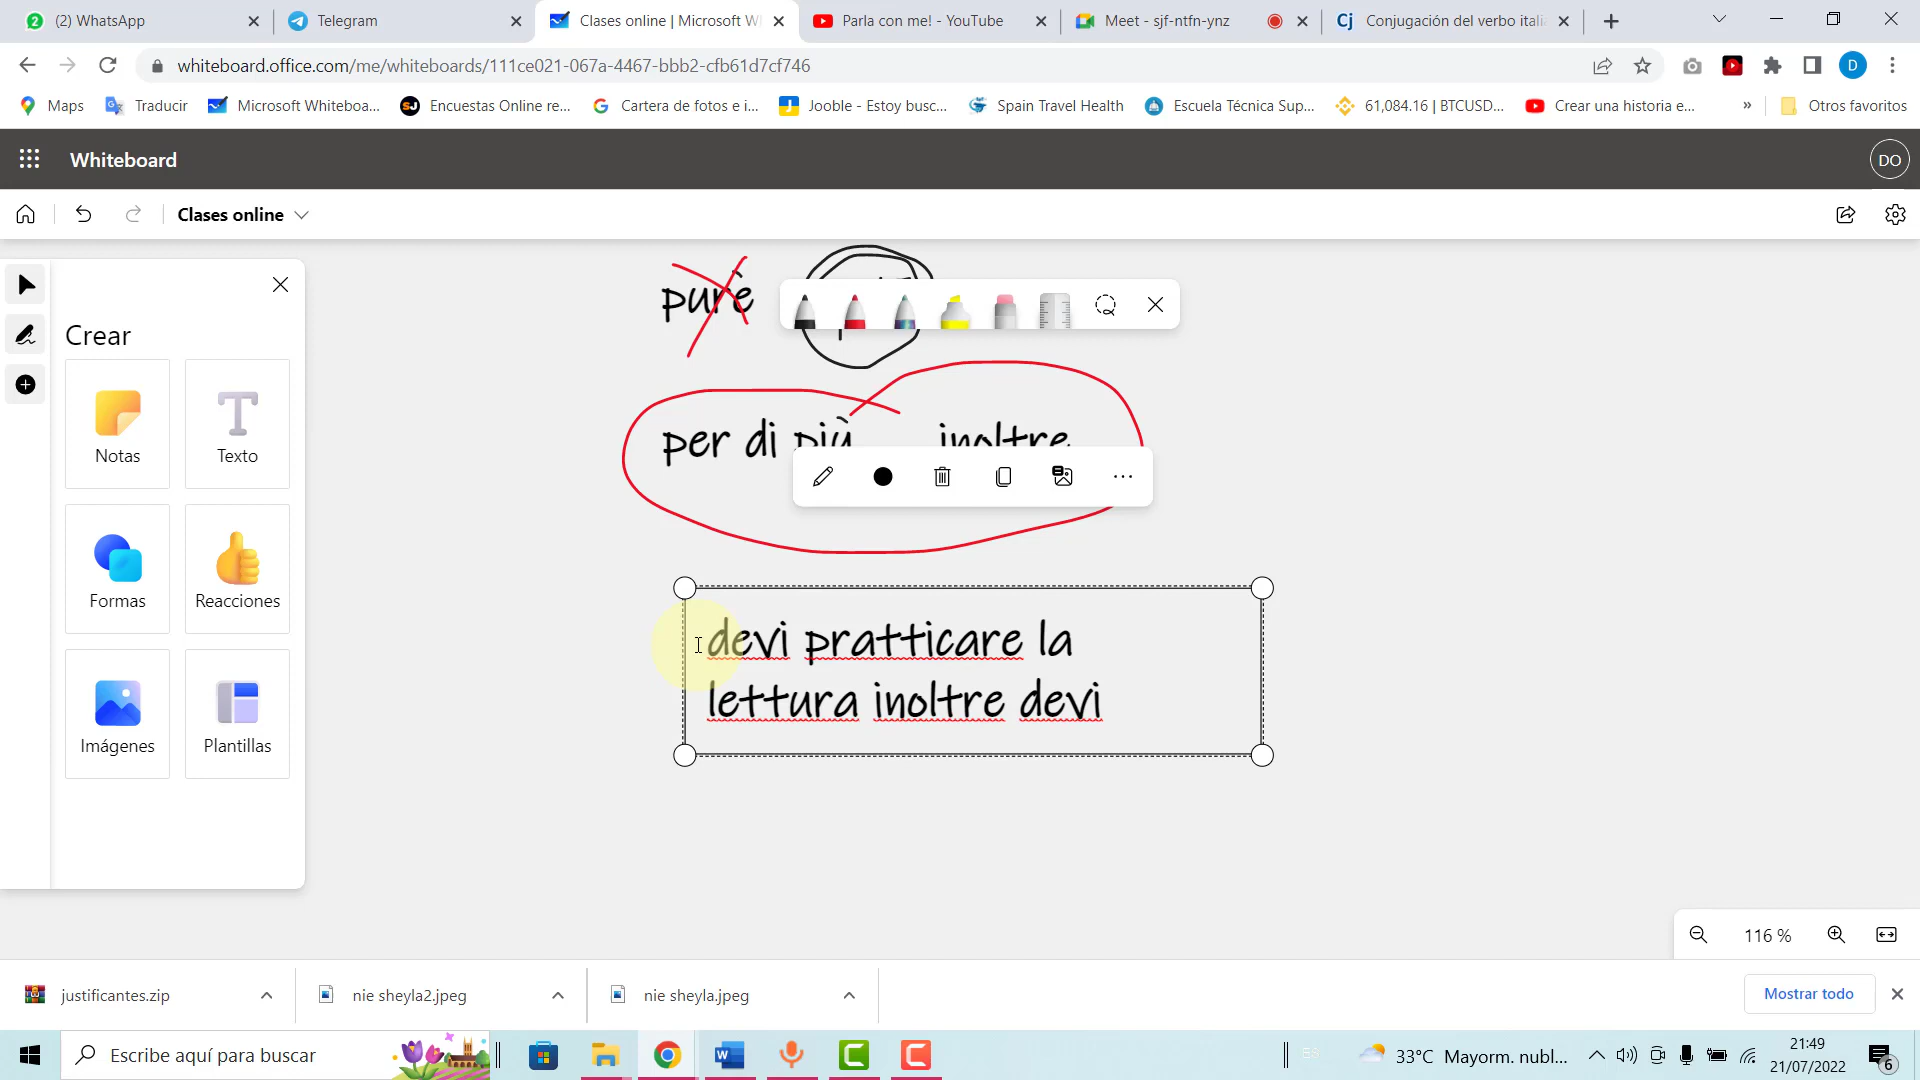 (2) WhatsApp
Telegram
Clases online | Microsoft W
Parla con me! - YouTube
Meet - sjf-ntfn-ynz
Cj Conjugación del verbo itali
whiteboard.office.com/me/whiteboards/111ce021-067a-4467-bbb2-cfb61d7cf746
D
Maps
Traducir
Microsoft Whiteboa...
SJ Encuestas Online re...
Cartera de fotos e i...
Jooble - Estoy busc...
Spain Travel Health
Escuela Técnica Sup...
61,084.16 | BTCUSD...
Crear una historia e...
»
Otros favoritos
Whiteboard
DO
Clases online
Crear
Notas
Texto
Formas
Reacciones
Imágenes
Plantillas
purè
per di più inoltre
devi pratticare la
lettura inoltre devi
116 %
justificantes.zip
nie sheyla2.jpeg
nie sheyla.jpeg
Mostrar todo
Escribe aquí para buscar
33°C Mayorm. nubl...
21:49
21/07/2022
6